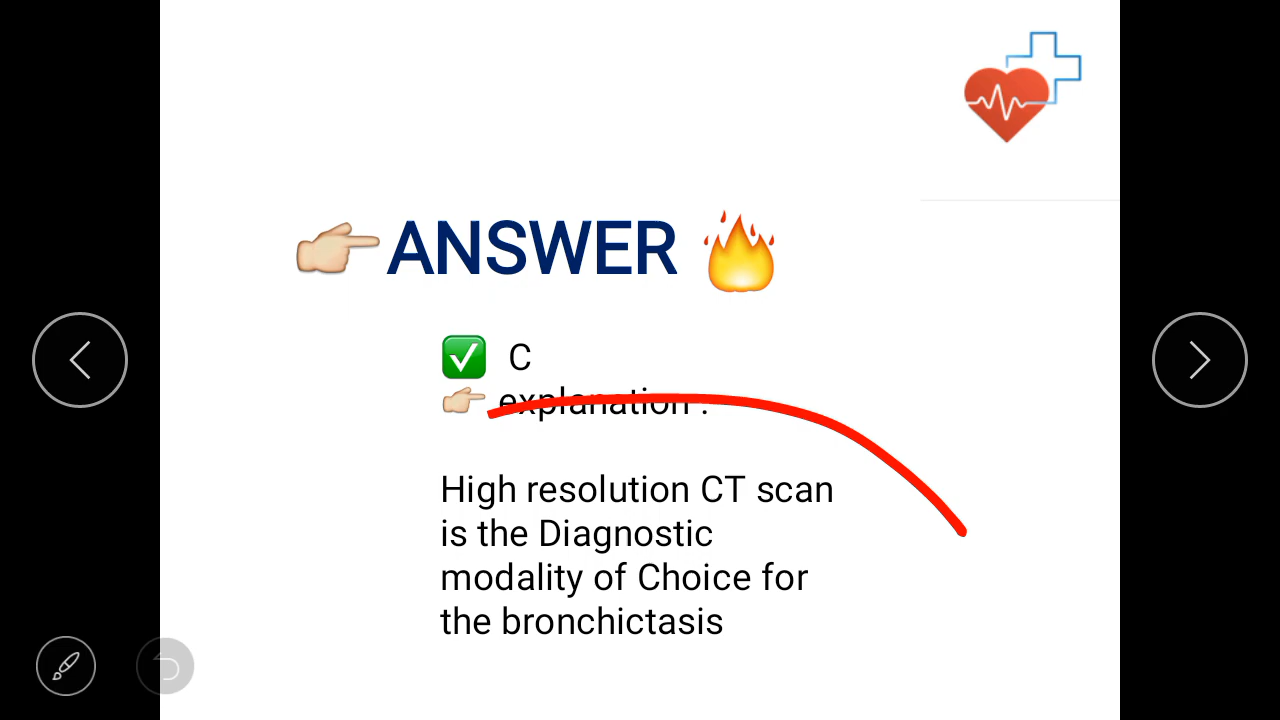 👉ANSWER 🔥
✅ C
👉 explanation :
High resolution CT scan
is the Diagnostic
modality of Choice for
the bronchictasis